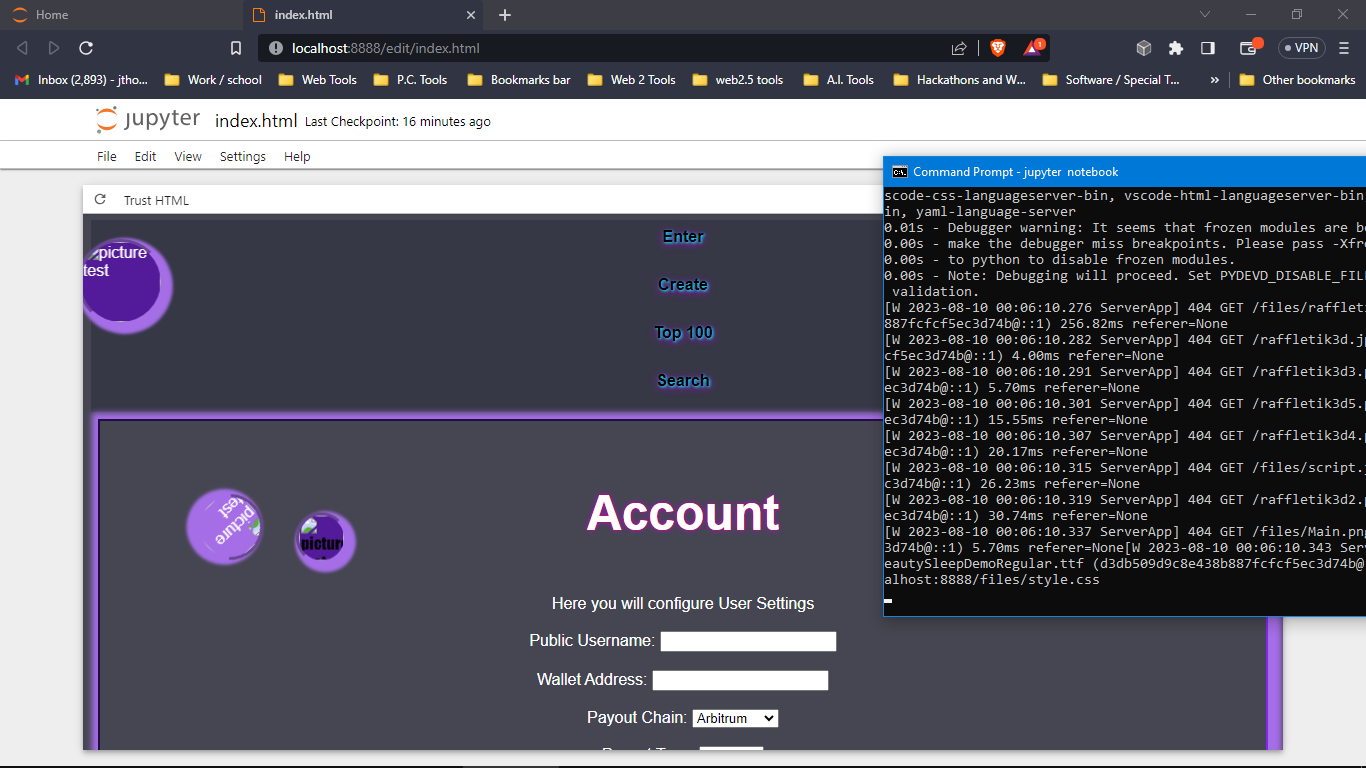 Home
index.html
localhost:8888/edit/index.html
1
VPN
Inbox (2,893) - jtho...
Work / school
Web Tools
P.C. Tools
Bookmarks bar
Web 2 Tools
web2.5 tools
A.I. Tools
Hackathons and W...
Software / Special T...
»
Other bookmarks
jupyter index.html Last Checkpoint: 16 minutes ago
File Edit View Settings Help
Trust HTML
picture
test
Enter
Create
Top 100
Search
picture
test
pictur
Account
Here you will configure User Settings
Public Username:
Wallet Address:
Payout Chain: Arbitrum
Command Prompt - jupyter notebook
scode-css-languageserver-bin, vscode-html-languageserver-bin
in, yaml-language-server
0.01s - Debugger warning: It seems that frozen modules are be
0.00s - make the debugger miss breakpoints. Please pass -Xfro
0.00s - to python to disable frozen modules.
0.00s - Note: Debugging will proceed. Set PYDEVD_DISABLE_FIL
validation.
[W 2023-08-10 00:06:10.276 ServerApp] 404 GET /files/raffleti
887fcfcf5ec3d74b@::1) 256.82ms referer=None
[W 2023-08-10 00:06:10.282 ServerApp] 404 GET /raffletik3d.jp
cf5ec3d74b@::1) 4.00ms referer=None
[W 2023-08-10 00:06:10.291 ServerApp] 404 GET /raffletik3d3.p
ec3d74b@::1) 5.70ms referer=None
[W 2023-08-10 00:06:10.301 ServerApp] 404 GET /raffletik3d5.p
ec3d74b@::1) 15.55ms referer=None
[W 2023-08-10 00:06:10.307 ServerApp] 404 GET /raffletik3d4.p
ec3d74b@::1) 20.17ms referer=None
[W 2023-08-10 00:06:10.315 ServerApp] 404 GET /files/script.j
c3d74b@::1) 26.23ms referer=None
[W 2023-08-10 00:06:10.319 ServerApp] 404 GET /raffletik3d2.p
ec3d74b@::1) 30.74ms referer=None
[W 2023-08-10 00:06:10.337 ServerApp] 404 GET /files/Main.png
3d74b@::1) 5.70ms referer=None[W 2023-08-10 00:06:10.343 Ser
eautySleepDemoRegular.ttf (d3db509d9c8e438b887fcfcf5ec3d74b@
alhost:8888/files/style.css